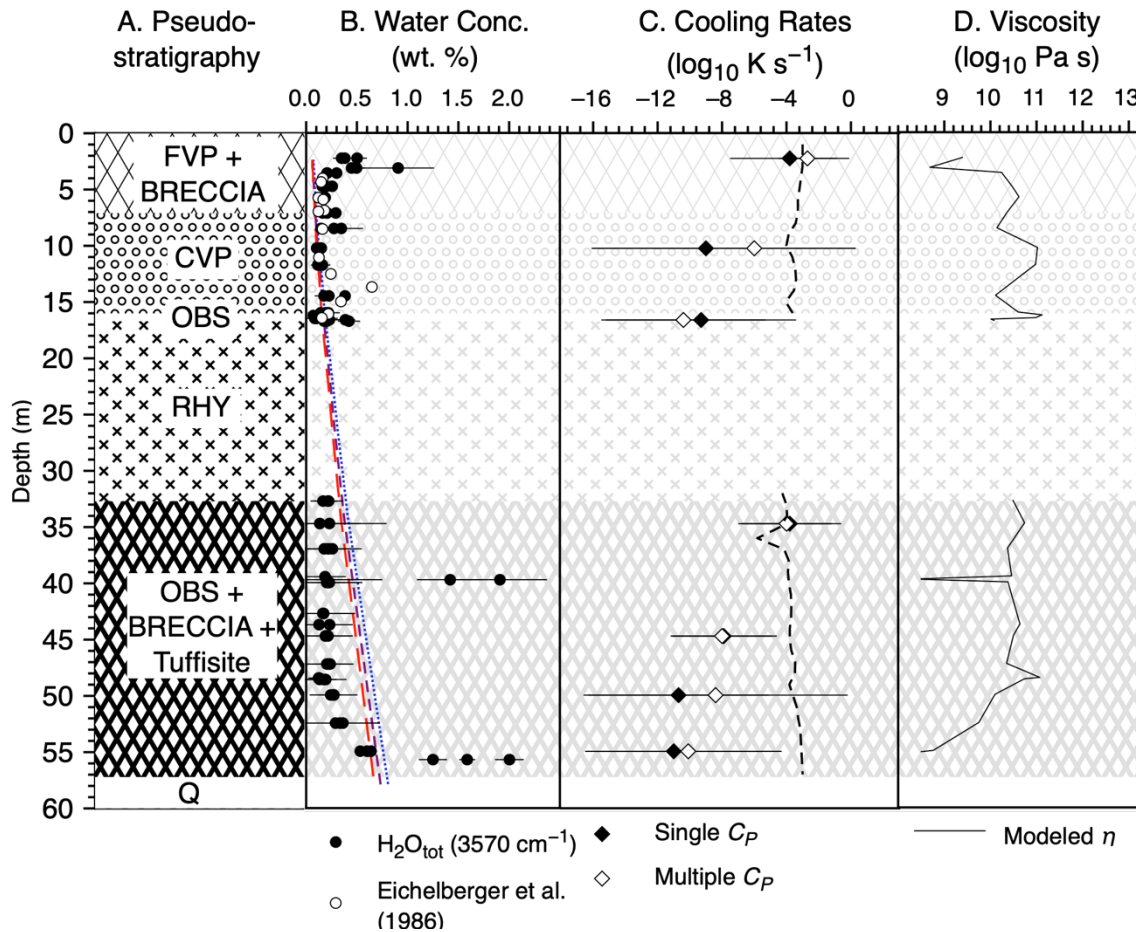 A. Pseudo-
stratigraphy
B. Water Conc.
(wt. %)
C. Cooling Rates
(log10 K s−1)
D. Viscosity
(log10 Pa s)
0.0 0.5 1.0 1.5 2.0
−16 −12 −8 −4 0
9 10 11 12 13
Depth (m)
0
5
10
15
20
25
30
35
40
45
50
55
60
FVP +
BRECCIA
CVP
OBS
RHY
OBS +
BRECCIA +
Tuffisite
Q
H2Otot (3570 cm−1)
Eichelberger et al.
(1986)
Single CP
Multiple CP
Modeled η